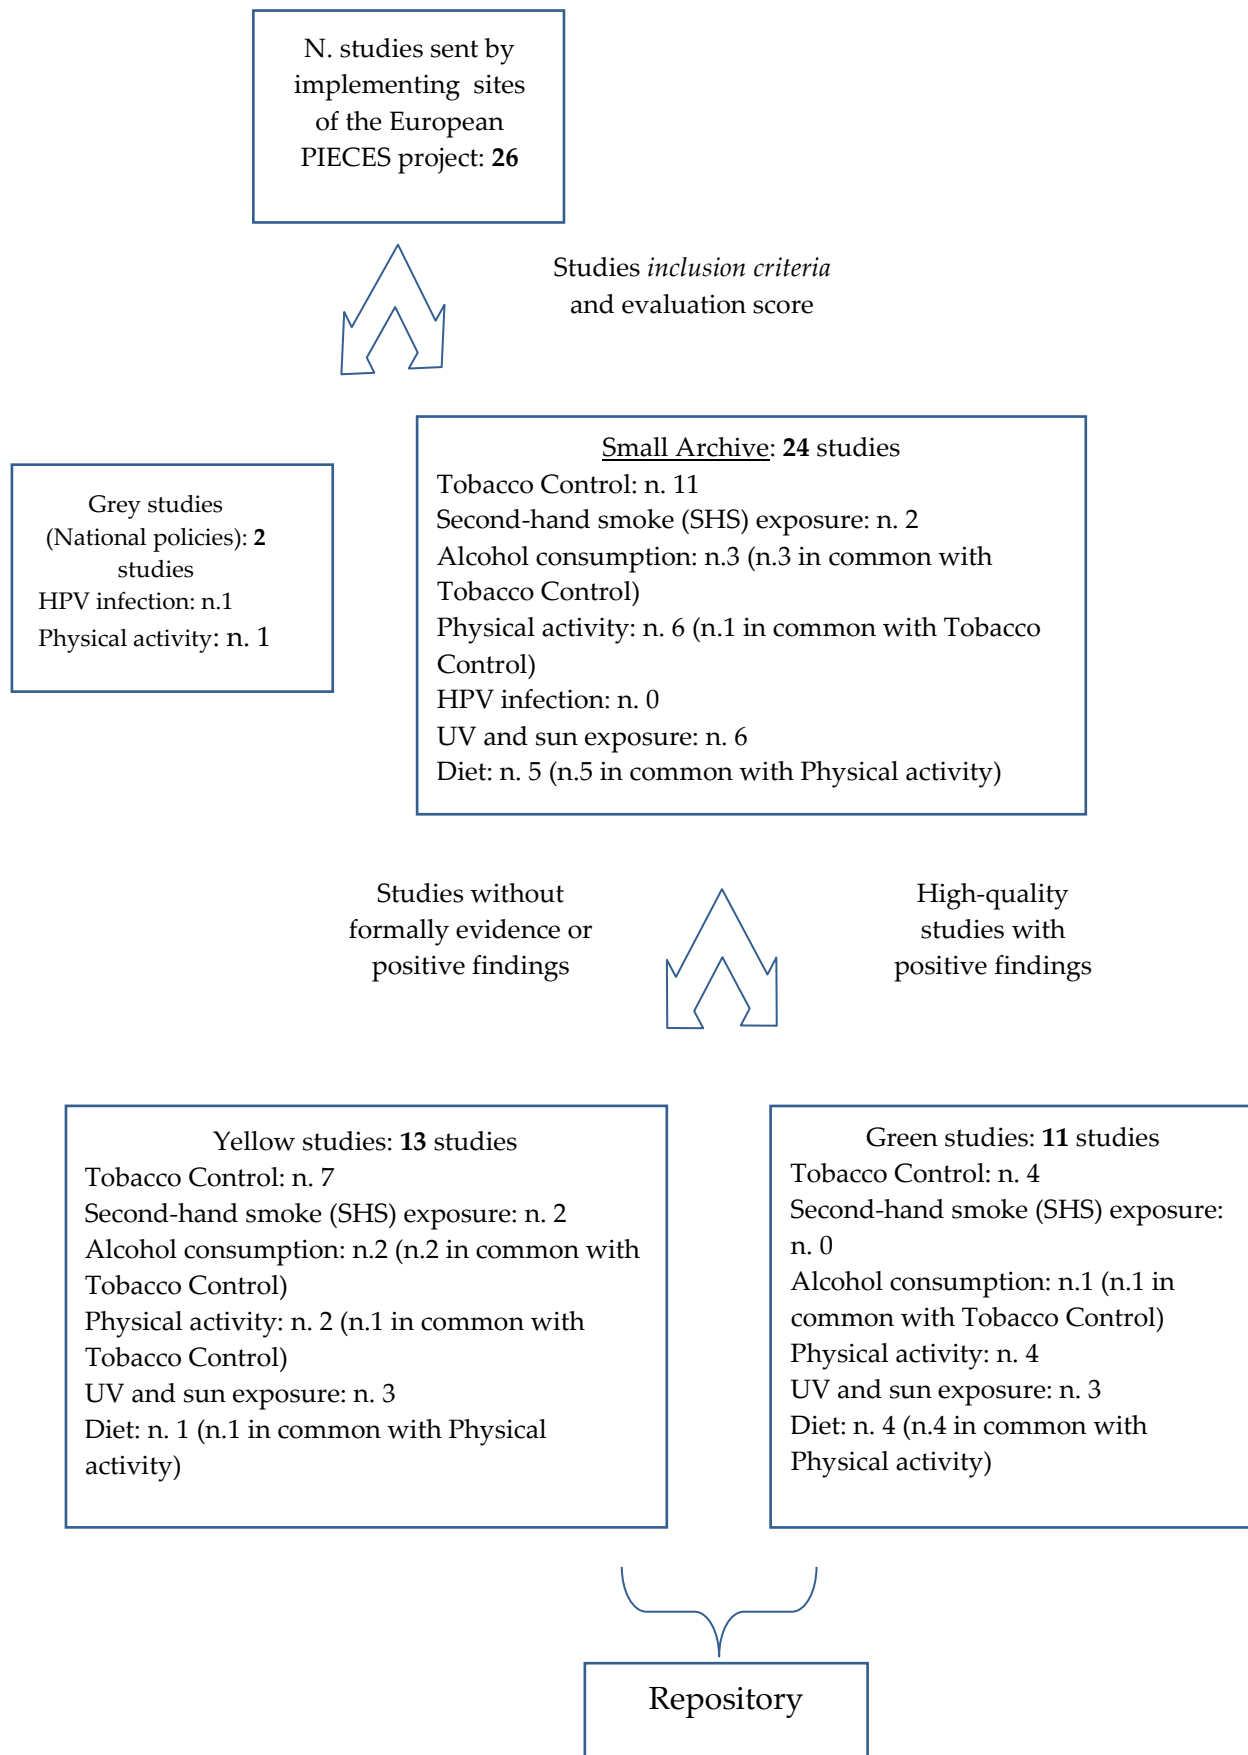 N. studies sent by
implementing sites
of the European
PIECES project: 26
Studies inclusion criteria
and evaluation score
Grey studies
(National policies): 2
studies
HPV infection: n.1
Physical activity: n. 1
Small Archive: 24 studies
Tobacco Control: n. 11
Second-hand smoke (SHS) exposure: n. 2
Alcohol consumption: n.3 (n.3 in common with
Tobacco Control)
Physical activity: n. 6 (n.1 in common with Tobacco
Control)
HPV infection: n. 0
UV and sun exposure: n. 6
Diet: n. 5 (n.5 in common with Physical activity)
Studies without
formally evidence or
positive findings
High-quality
studies with
positive findings
Yellow studies: 13 studies
Tobacco Control: n. 7
Second-hand smoke (SHS) exposure: n. 2
Alcohol consumption: n.2 (n.2 in common with
Tobacco Control)
Physical activity: n. 2 (n.1 in common with
Tobacco Control)
UV and sun exposure: n. 3
Diet: n. 1 (n.1 in common with Physical
activity)
Green studies: 11 studies
Tobacco Control: n. 4
Second-hand smoke (SHS) exposure:
n. 0
Alcohol consumption: n.1 (n.1 in
common with Tobacco Control)
Physical activity: n. 4
UV and sun exposure: n. 3
Diet: n. 4 (n.4 in common with
Physical activity)
Repository